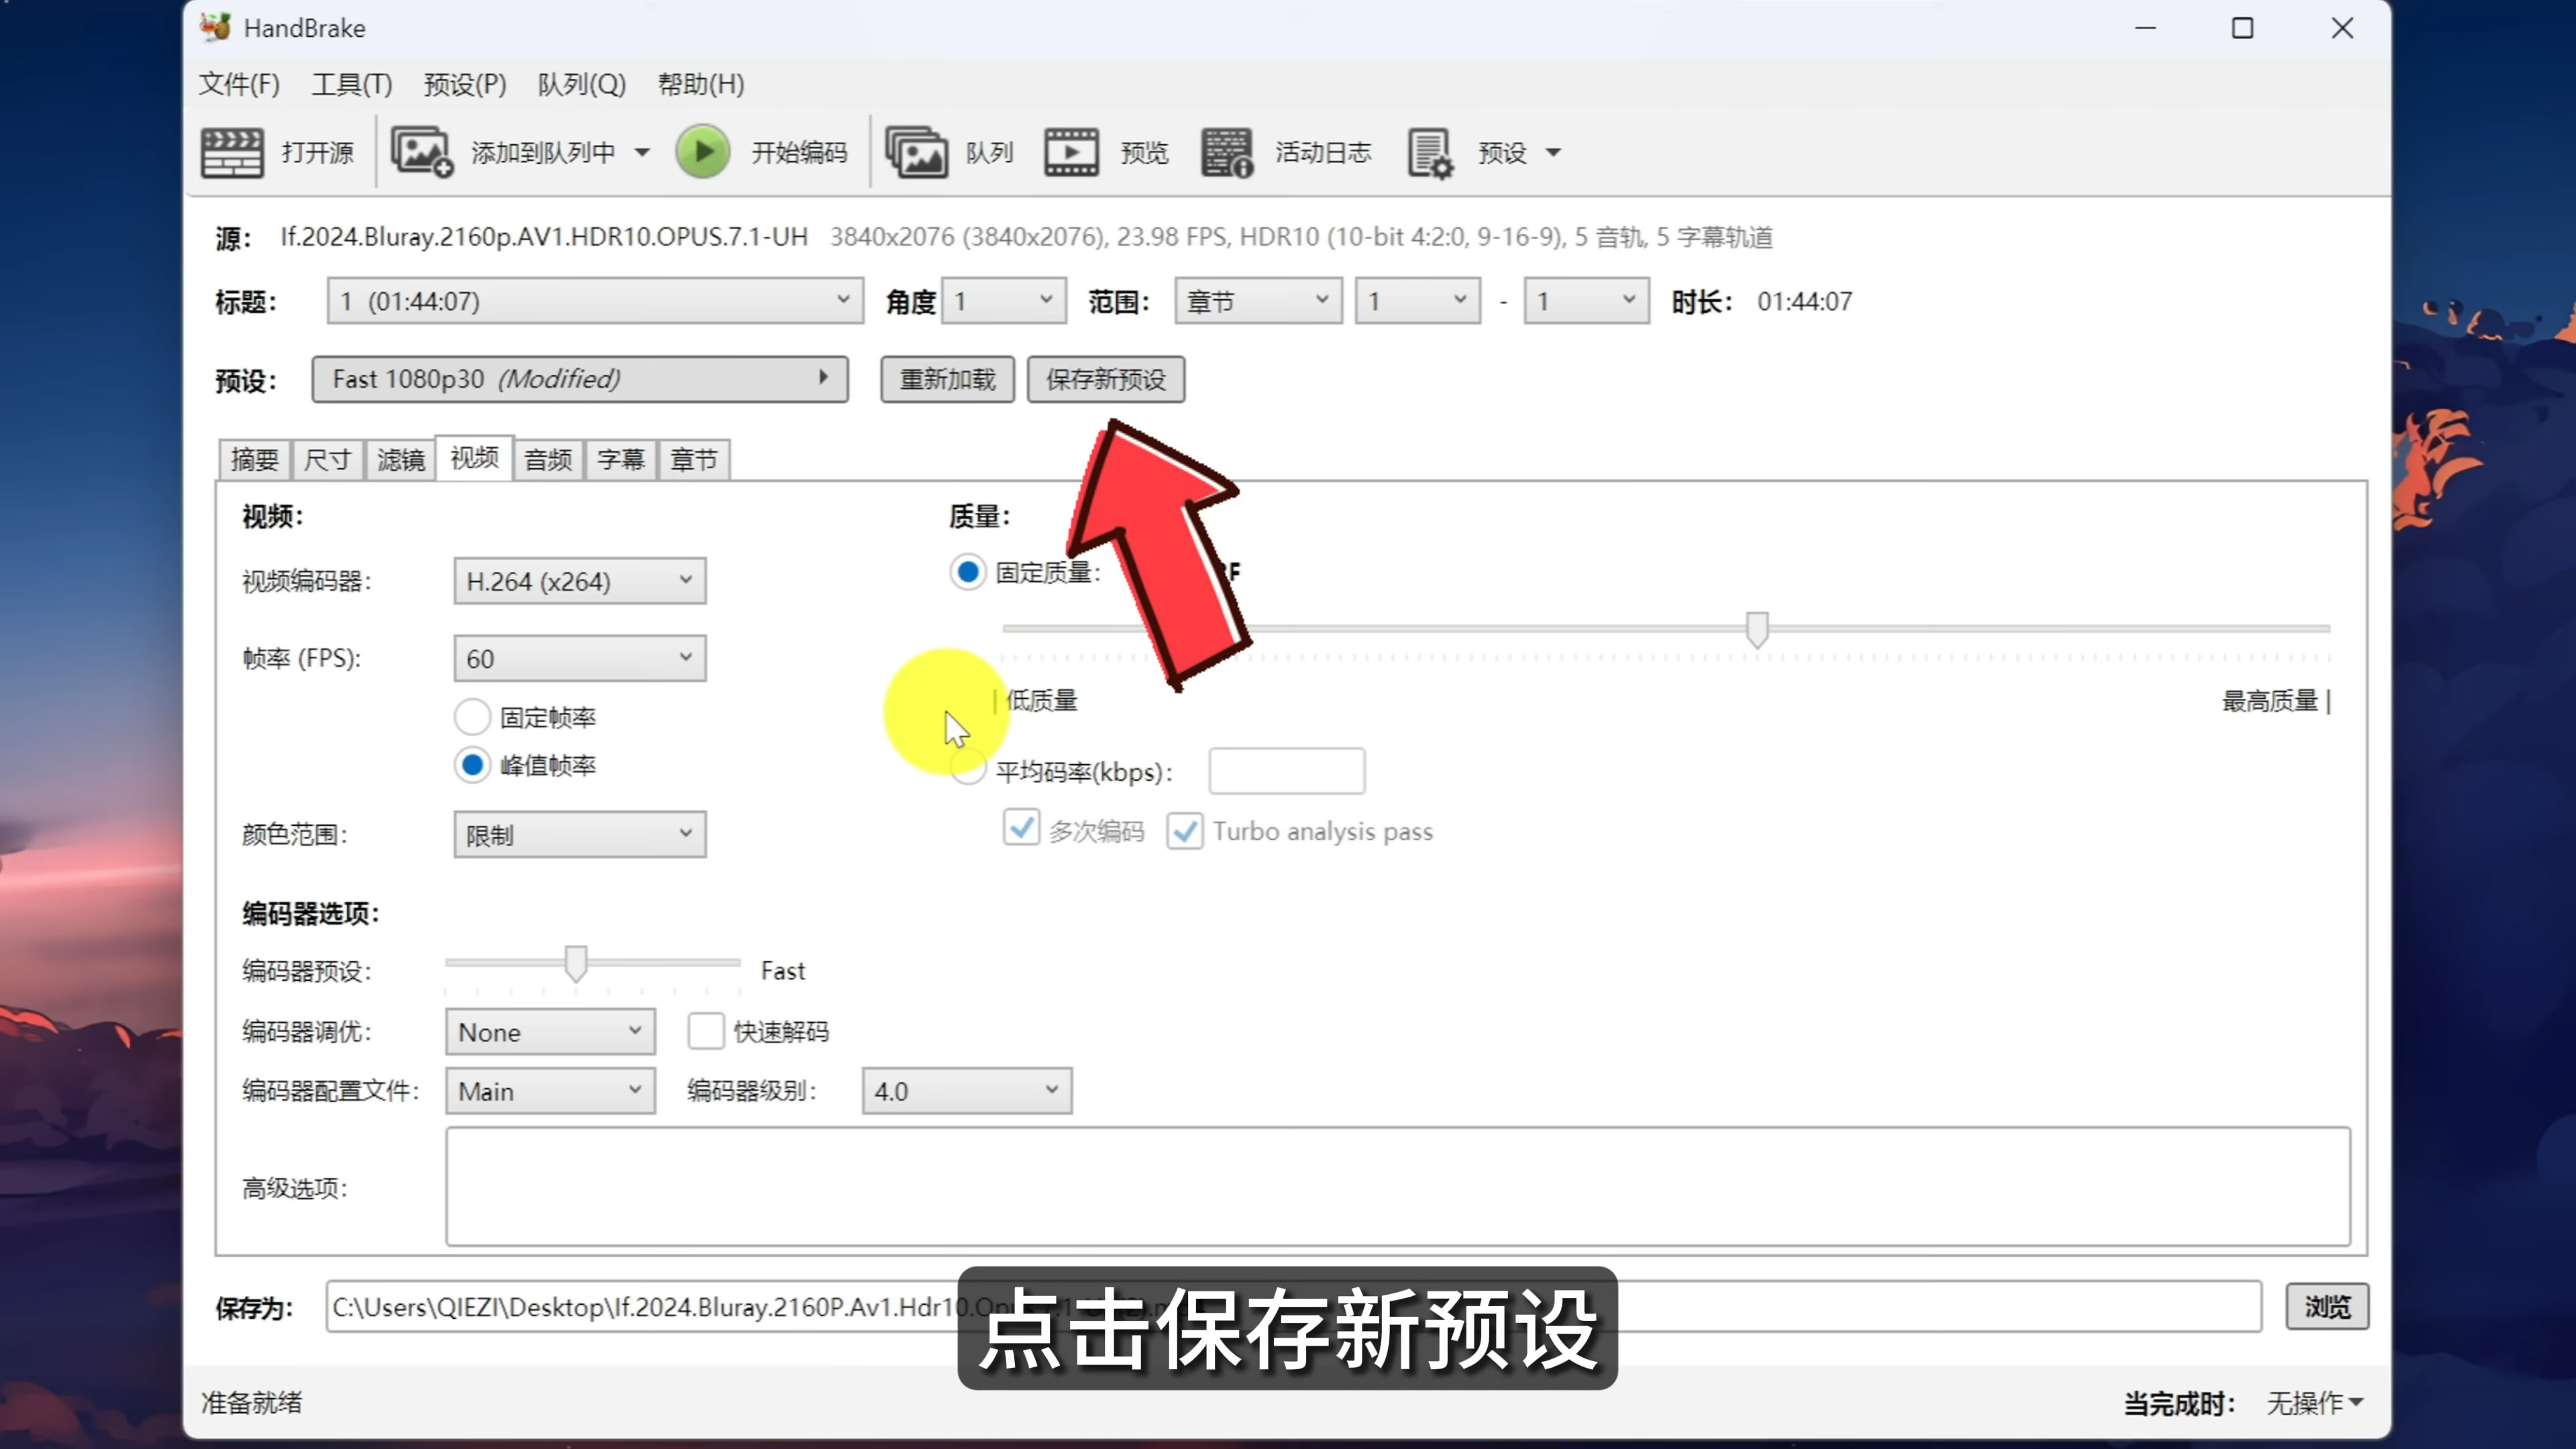 HandBrake
文件(F) 工具(T) 预设(P) 队列(Q) 帮助(H)
打开源 添加到队列中 开始编码 队列 预览 活动日志 预设
源： If.2024.Bluray.2160p.AV1.HDR10.OPUS.7.1-UH 3840x2076 (3840x2076), 23.98 FPS, HDR10 (10-bit 4:2:0, 9-16-9), 5 音轨, 5 字幕轨道
标题： 1 (01:44:07) 角度 1 范围： 章节 1 - 1 时长： 01:44:07
预设： Fast 1080p30 (Modified) 重新加载 保存新预设
摘要 尺寸 滤镜 视频 音频 字幕 章节
视频： 质量：
视频编码器： H.264 (x264) 固定质量：
帧率 (FPS): 60
| 低质量 最高质量 |
固定帧率
峰值帧率 平均码率(kbps)：
颜色范围： 限制 多次编码 Turbo analysis pass
编码器选项：
编码器预设： Fast
编码器调优： None 快速解码
编码器配置文件： Main 编码器级别： 4.0
高级选项：
保存为： C:\Users\QIEZI\Desktop\If.2024.Bluray.2160P.Av1.Hdr10.Op 浏览
点击保存新预设
准备就绪 当完成时： 无操作